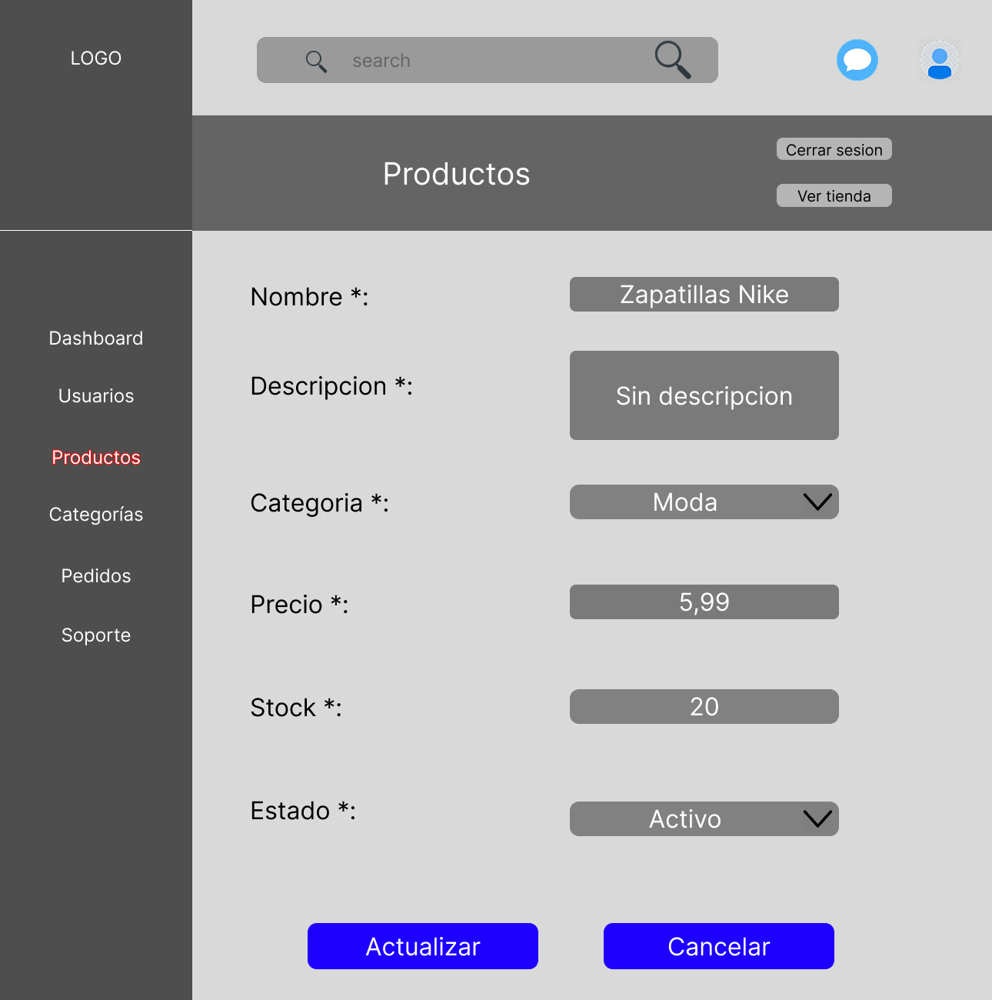 LOGO
search
Productos
Cerrar sesion
Ver tienda
Dashboard
Usuarios
Productos
Categorías
Pedidos
Soporte
Nombre *:
Zapatillas Nike
Descripcion *:
Sin descripcion
Categoria *:
Moda
Precio *:
5,99
Stock *:
20
Estado *:
Activo
Actualizar
Cancelar